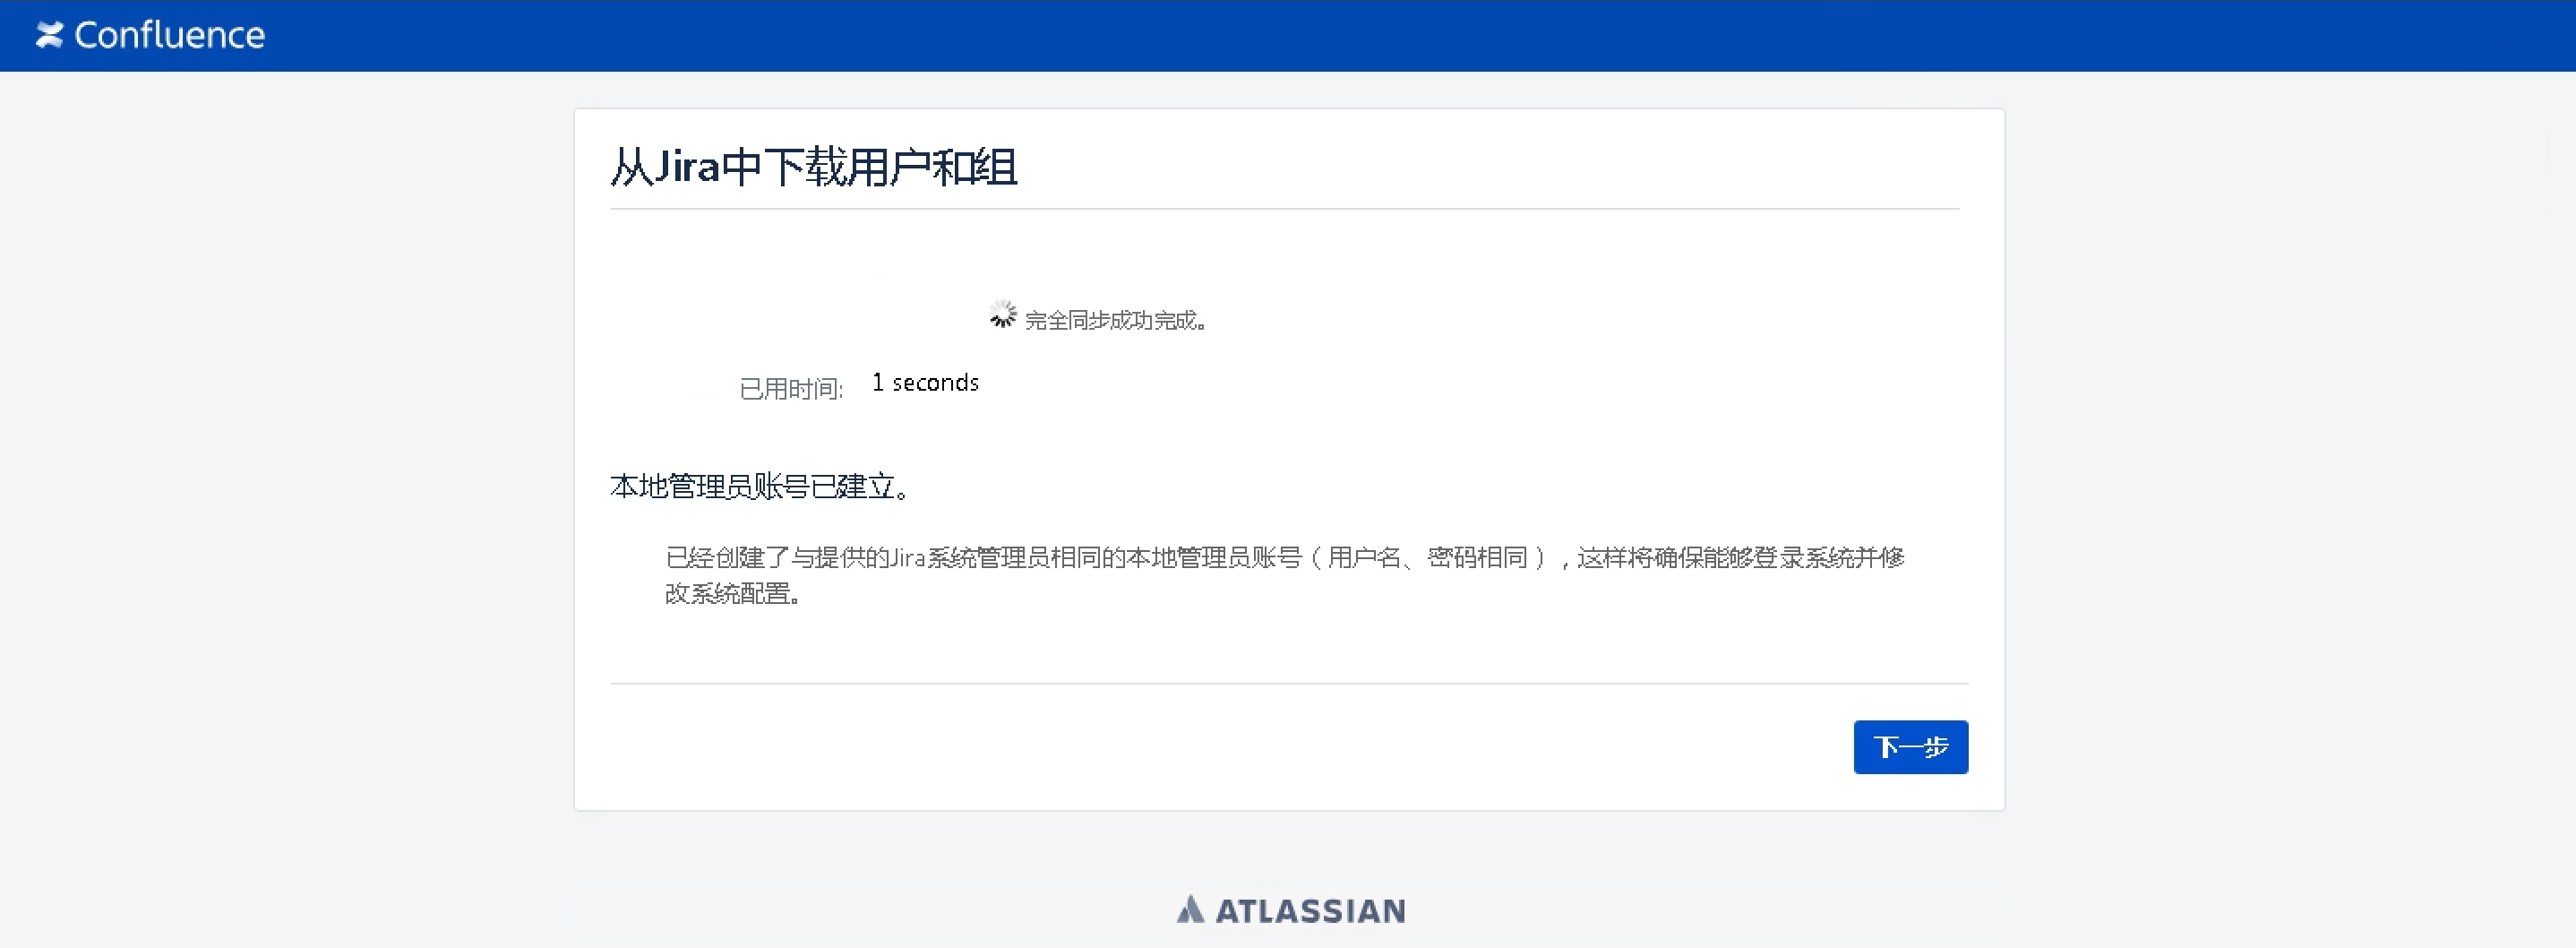 Confluence
从Jira中下载用户和组
完全同步成功完成。
已用时间: 1 seconds
本地管理员账号已建立。
已经创建了与提供的Jira系统管理员相同的本地管理员账号（用户名、密码相同），这样将确保能够登录系统并修
改系统配置。
下一步
ATLASSIAN